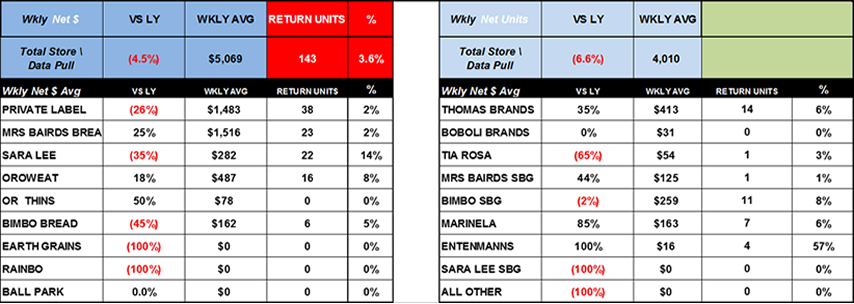 Wkly Net $ VS LY WKLY AVG RETURN UNITS %
Total Store \ Data Pull (4.5%) $5,069 143 3.6%
Wkly Net $ Avg VS LY WKLY AVG RETURN UNITS %
PRIVATE LABEL (26%) $1,483 38 2%
MRS BAIRDS BREA 25% $1,516 23 2%
SARA LEE (35%) $282 22 14%
OROWEAT 18% $487 16 8%
OR THINS 50% $78 0 0%
BIMBO BREAD (45%) $162 6 5%
EARTH GRAINS (100%) $0 0 0%
RAINBO (100%) $0 0 0%
BALL PARK 0.0% $0 0 0%
Wkly Net Units VS LY WKLY AVG
Total Store \ Data Pull (6.6%) 4,010
Wkly Net $ Avg VS LY WKLY AVG RETURN UNITS %
THOMAS BRANDS 35% $413 14 6%
BOBOLI BRANDS 0% $31 0 0%
TIA ROSA (65%) $54 1 3%
MRS BAIRDS SBG 44% $125 1 1%
BIMBO SBG (2%) $259 11 8%
MARINELA 85% $163 7 6%
ENTENMANNS 100% $16 4 57%
SARA LEE SBG (100%) $0 0 0%
ALL OTHER (100%) $0 0 0%